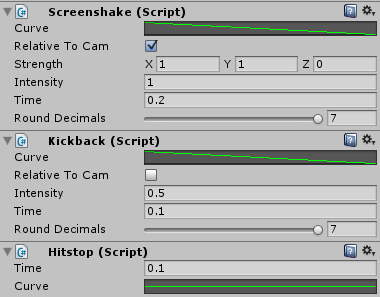 Screenshake (Script)
Curve
Relative To Cam
Strength X 1 Y 1 Z 0
Intensity 1
Time 0.2
Round Decimals 7
Kickback (Script)
Curve
Relative To Cam
Intensity 0.5
Time 0.1
Round Decimals 7
Hitstop (Script)
Time 0.1
Curve